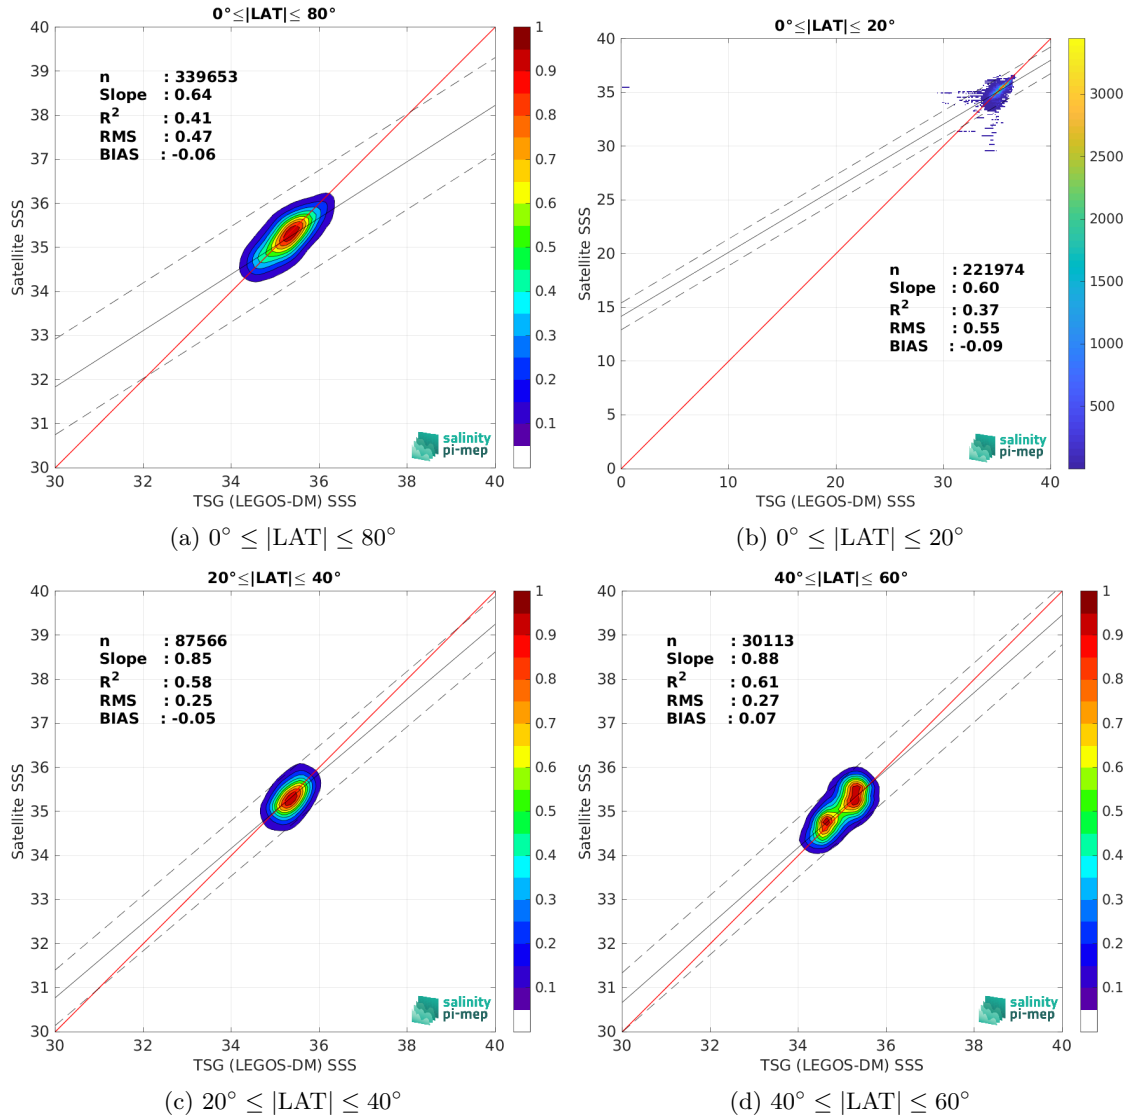 0°≤|LAT|≤ 80°
40
39
38
37
36
35
34
33
32
31
30
Satellite SSS
n : 339653
Slope : 0.64
R² : 0.41
RMS : 0.47
BIAS : -0.06
salinity
pi-mep
30 32 34 36 38 40
TSG (LEGOS-DM) SSS
1
0.9
0.8
0.7
0.6
0.5
0.4
0.3
0.2
0.1
(a) 0° ≤ |LAT| ≤ 80°
0°≤|LAT|≤ 20°
40
35
30
25
20
15
10
5
0
Satellite SSS
n : 221974
Slope : 0.60
R² : 0.37
RMS : 0.55
BIAS : -0.09
salinity
pi-mep
0 10 20 30 40
TSG (LEGOS-DM) SSS
3000
2500
2000
1500
1000
500
(b) 0° ≤ |LAT| ≤ 20°
20°≤|LAT|≤ 40°
40
39
38
37
36
35
34
33
32
31
30
Satellite SSS
n : 87566
Slope : 0.85
R² : 0.58
RMS : 0.25
BIAS : -0.05
salinity
pi-mep
30 32 34 36 38 40
TSG (LEGOS-DM) SSS
1
0.9
0.8
0.7
0.6
0.5
0.4
0.3
0.2
0.1
(c) 20° ≤ |LAT| ≤ 40°
40°≤|LAT|≤ 60°
40
39
38
37
36
35
34
33
32
31
30
Satellite SSS
n : 30113
Slope : 0.88
R² : 0.61
RMS : 0.27
BIAS : 0.07
salinity
pi-mep
30 32 34 36 38 40
TSG (LEGOS-DM) SSS
1
0.9
0.8
0.7
0.6
0.5
0.4
0.3
0.2
0.1
(d) 40° ≤ |LAT| ≤ 60°